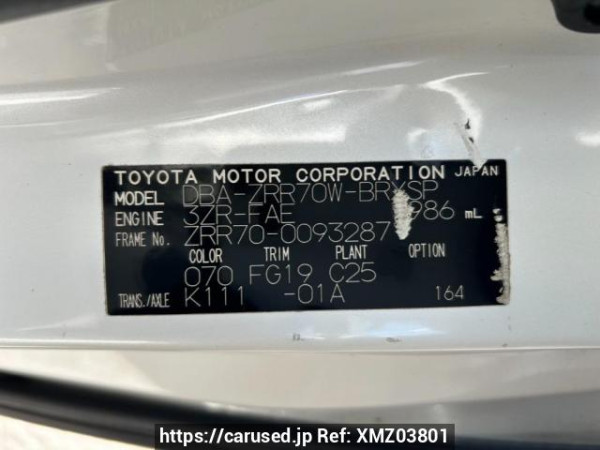 TOYOTA MOTOR CORPORATION JAPAN
MODEL DBA-ZRR70W-BRXSP
ENGINE 3ZR-FAE 986 mL
FRAME No. ZRR70-0093287
COLOR TRIM PLANT OPTION
070 FG19 C25
TRANS./AXLE K111 -01A 164
https://carused.jp Ref: XMZ03801